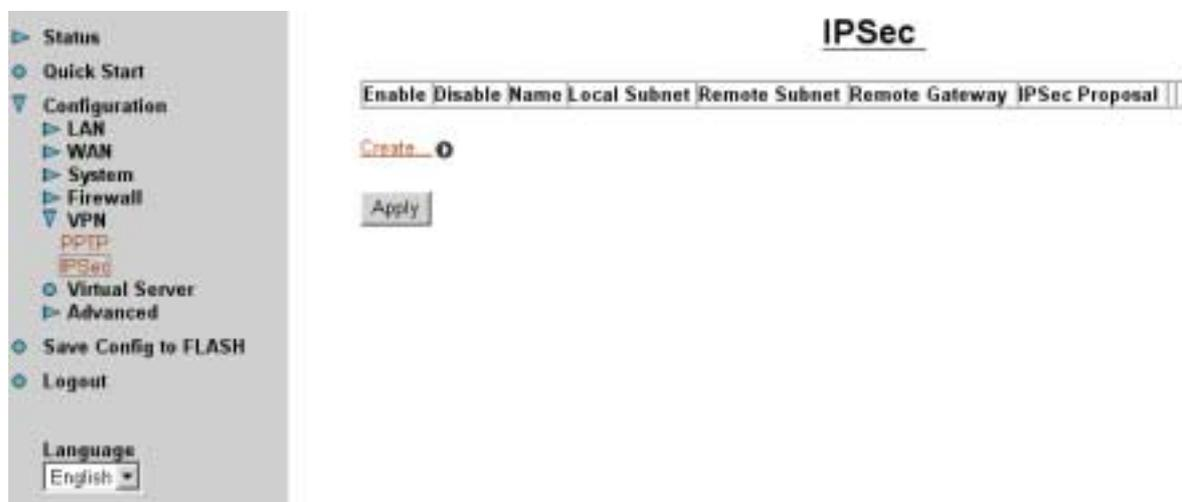 Status
Quick Start
Configuration
LAN
WAN
System
Firewall
VPN
PPTP
IPSec
Virtual Server
Advanced
Save Config to FLASH
Logout
Language
English
IPSec
Enable Disable Name Local Subnet Remote Subnet Remote Gateway IPSec Proposal
Create...
Apply